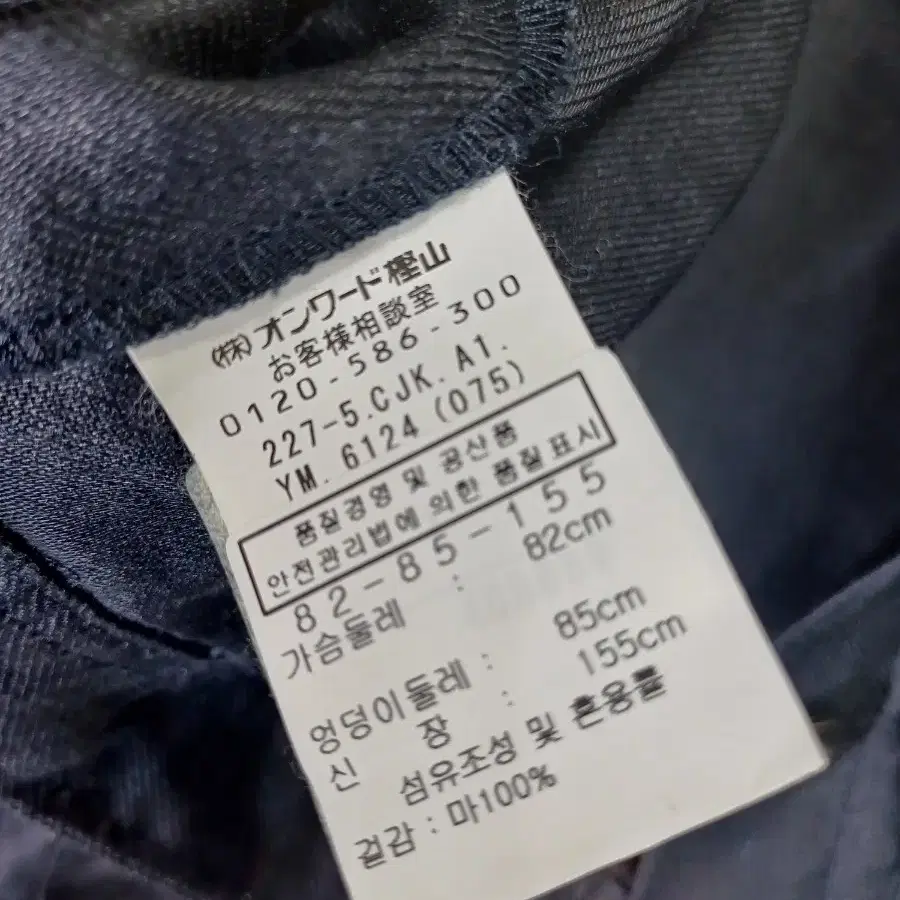 ㈱オンワード樫山
お客様相談室
0120-586-300
227-5.CJK.A1.
YM.6124(075)
품질경영 및 공산품
안전관리법에 의한 품질표시
82-85-155
가슴둘레 : 82cm
엉덩이둘레 : 85cm
신 장 : 155cm
섬유조성 및 혼용률
겉감 : 마100%